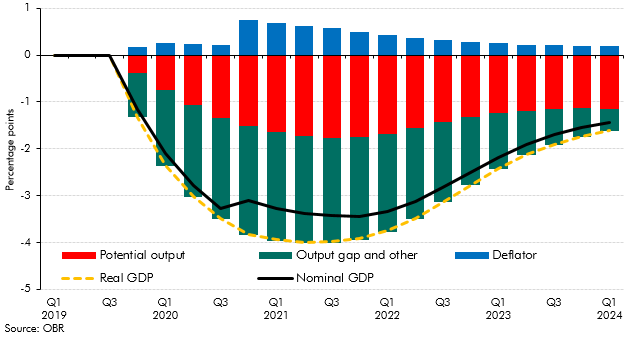 1
0
-1
-2
-3
-4
-5
Percentage points
Potential output
Output gap and other
Deflator
Real GDP
Nominal GDP
Q1 Q3 Q1 Q3 Q1 Q3 Q1 Q3 Q1 Q3 Q1
2019 2020 2021 2022 2023 2024
Source: OBR